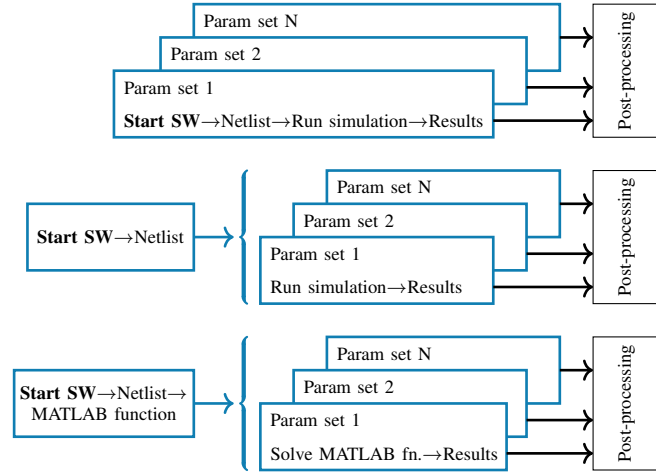 Param set N
Param set 2
Param set 1
Start SW→Netlist→Run simulation→Results
Post-processing
Start SW→Netlist
Param set N
Param set 2
Param set 1
Run simulation→Results
Post-processing
Start SW→Netlist→
MATLAB function
Param set N
Param set 2
Param set 1
Solve MATLAB fn.→Results
Post-processing